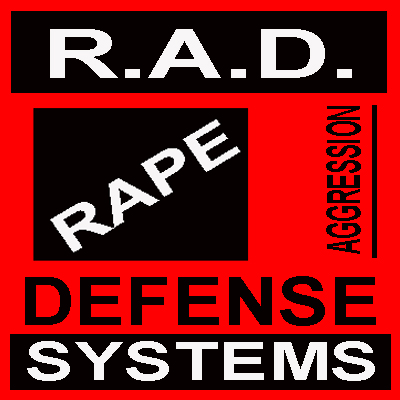 R.A.D.
RAPE
AGGRESSION
DEFENSE
SYSTEMS